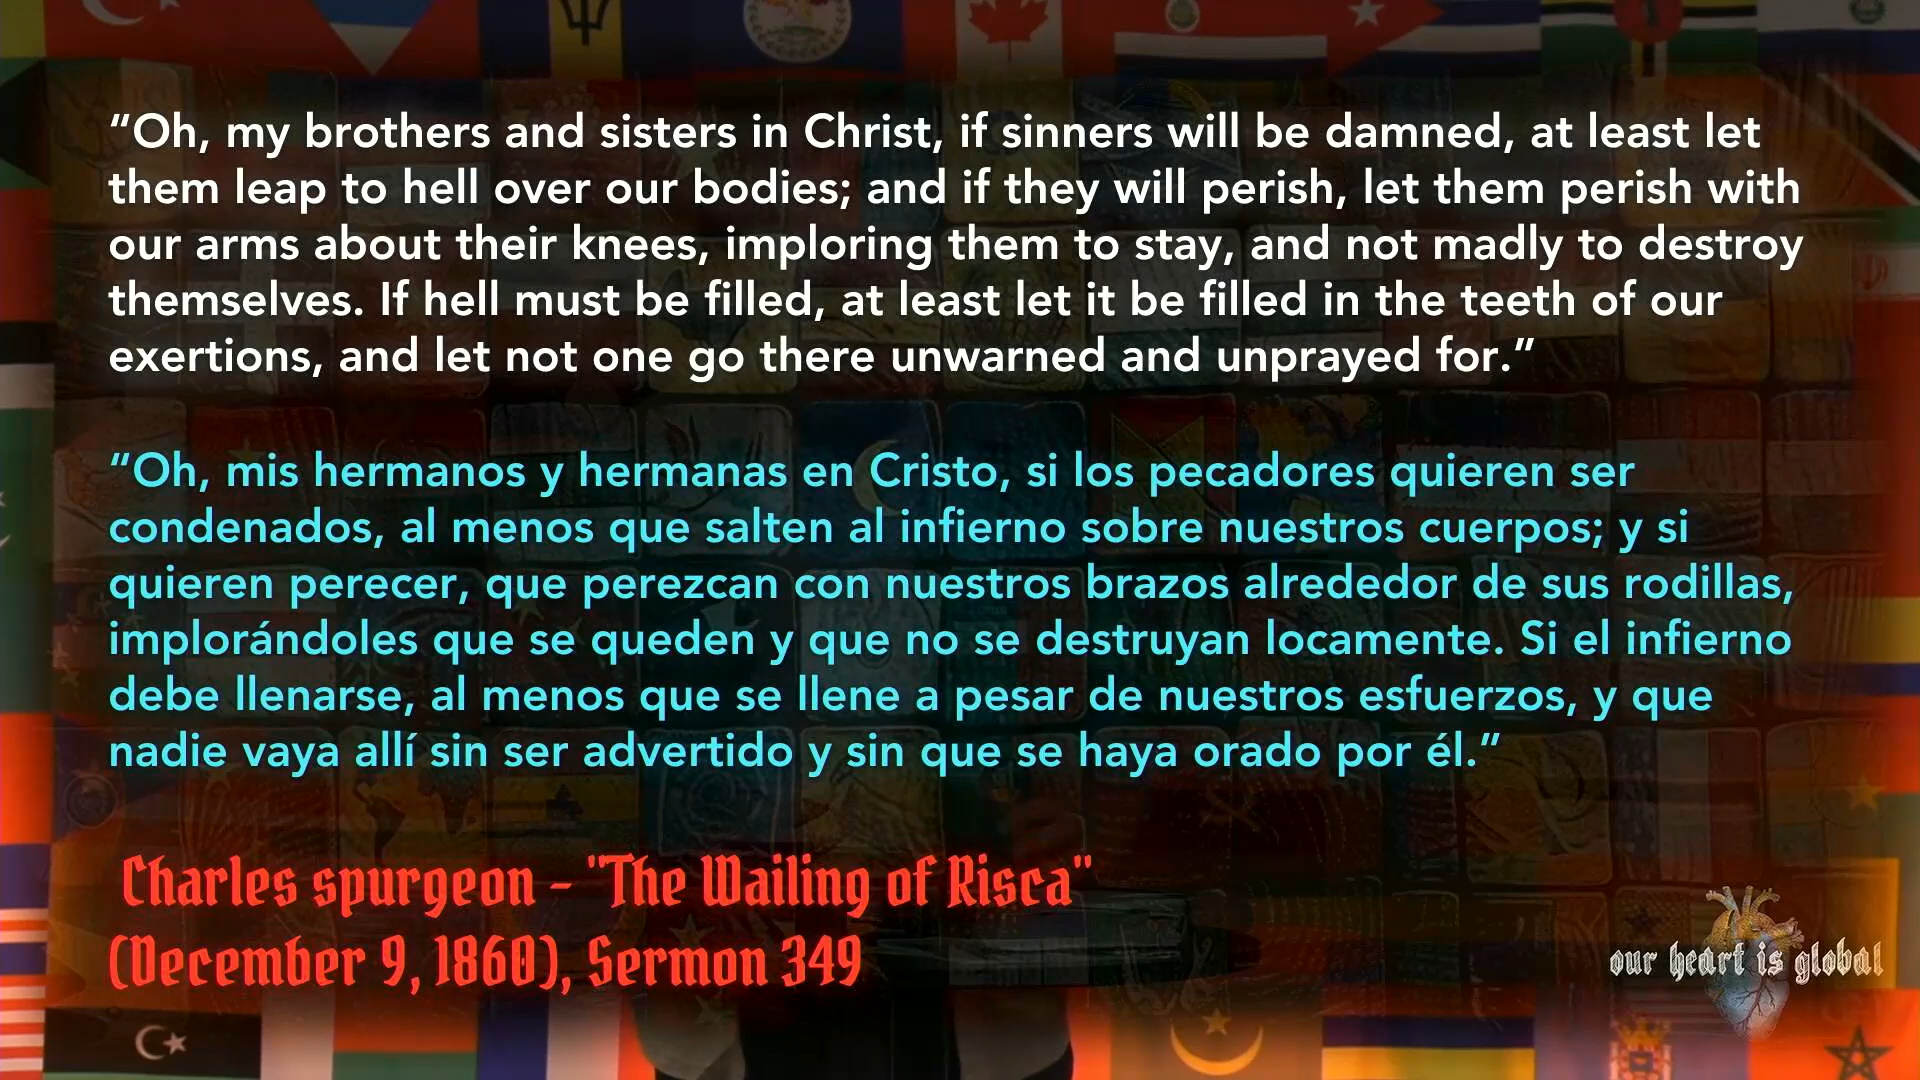 “Oh, my brothers and sisters in Christ, if sinners will be damned, at least let
them leap to hell over our bodies; and if they will perish, let them perish with
our arms about their knees, imploring them to stay, and not madly to destroy
themselves. If hell must be filled, at least let it be filled in the teeth of our
exertions, and let not one go there unwarned and unprayed for.”
“Oh, mis hermanos y hermanas en Cristo, si los pecadores quieren ser
condenados, al menos que salten al infierno sobre nuestros cuerpos; y si
quieren perecer, que perezcan con nuestros brazos alrededor de sus rodillas,
implorándoles que se queden y que no se destruyan locamente. Si el infierno
debe llenarse, al menos que se llene a pesar de nuestros esfuerzos, y que
nadie vaya allí sin ser advertido y sin que se haya orado por él.”
Charles spurgeon - "The Wailing of Risca"
(December 9, 1860), Sermon 349
our heart is global